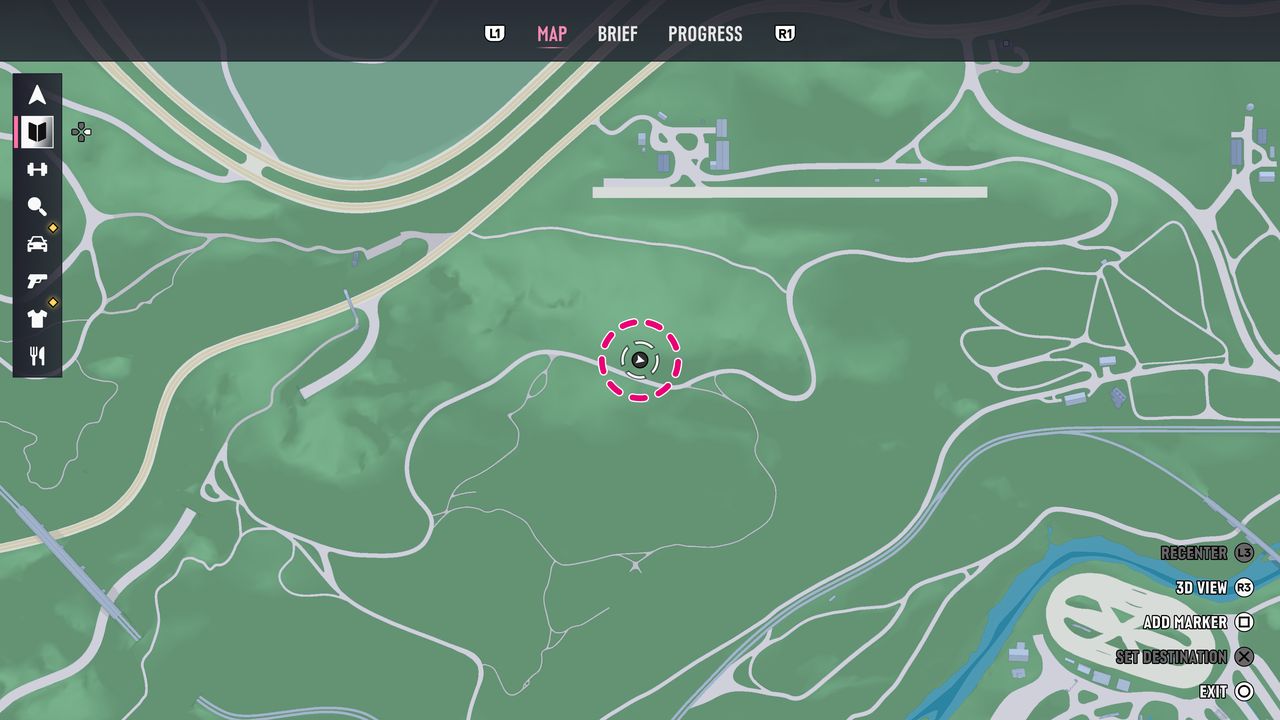 L1 MAP BRIEF PROGRESS R1
RECENTER L3
3D VIEW R3
ADD MARKER
SET DESTINATION
EXIT